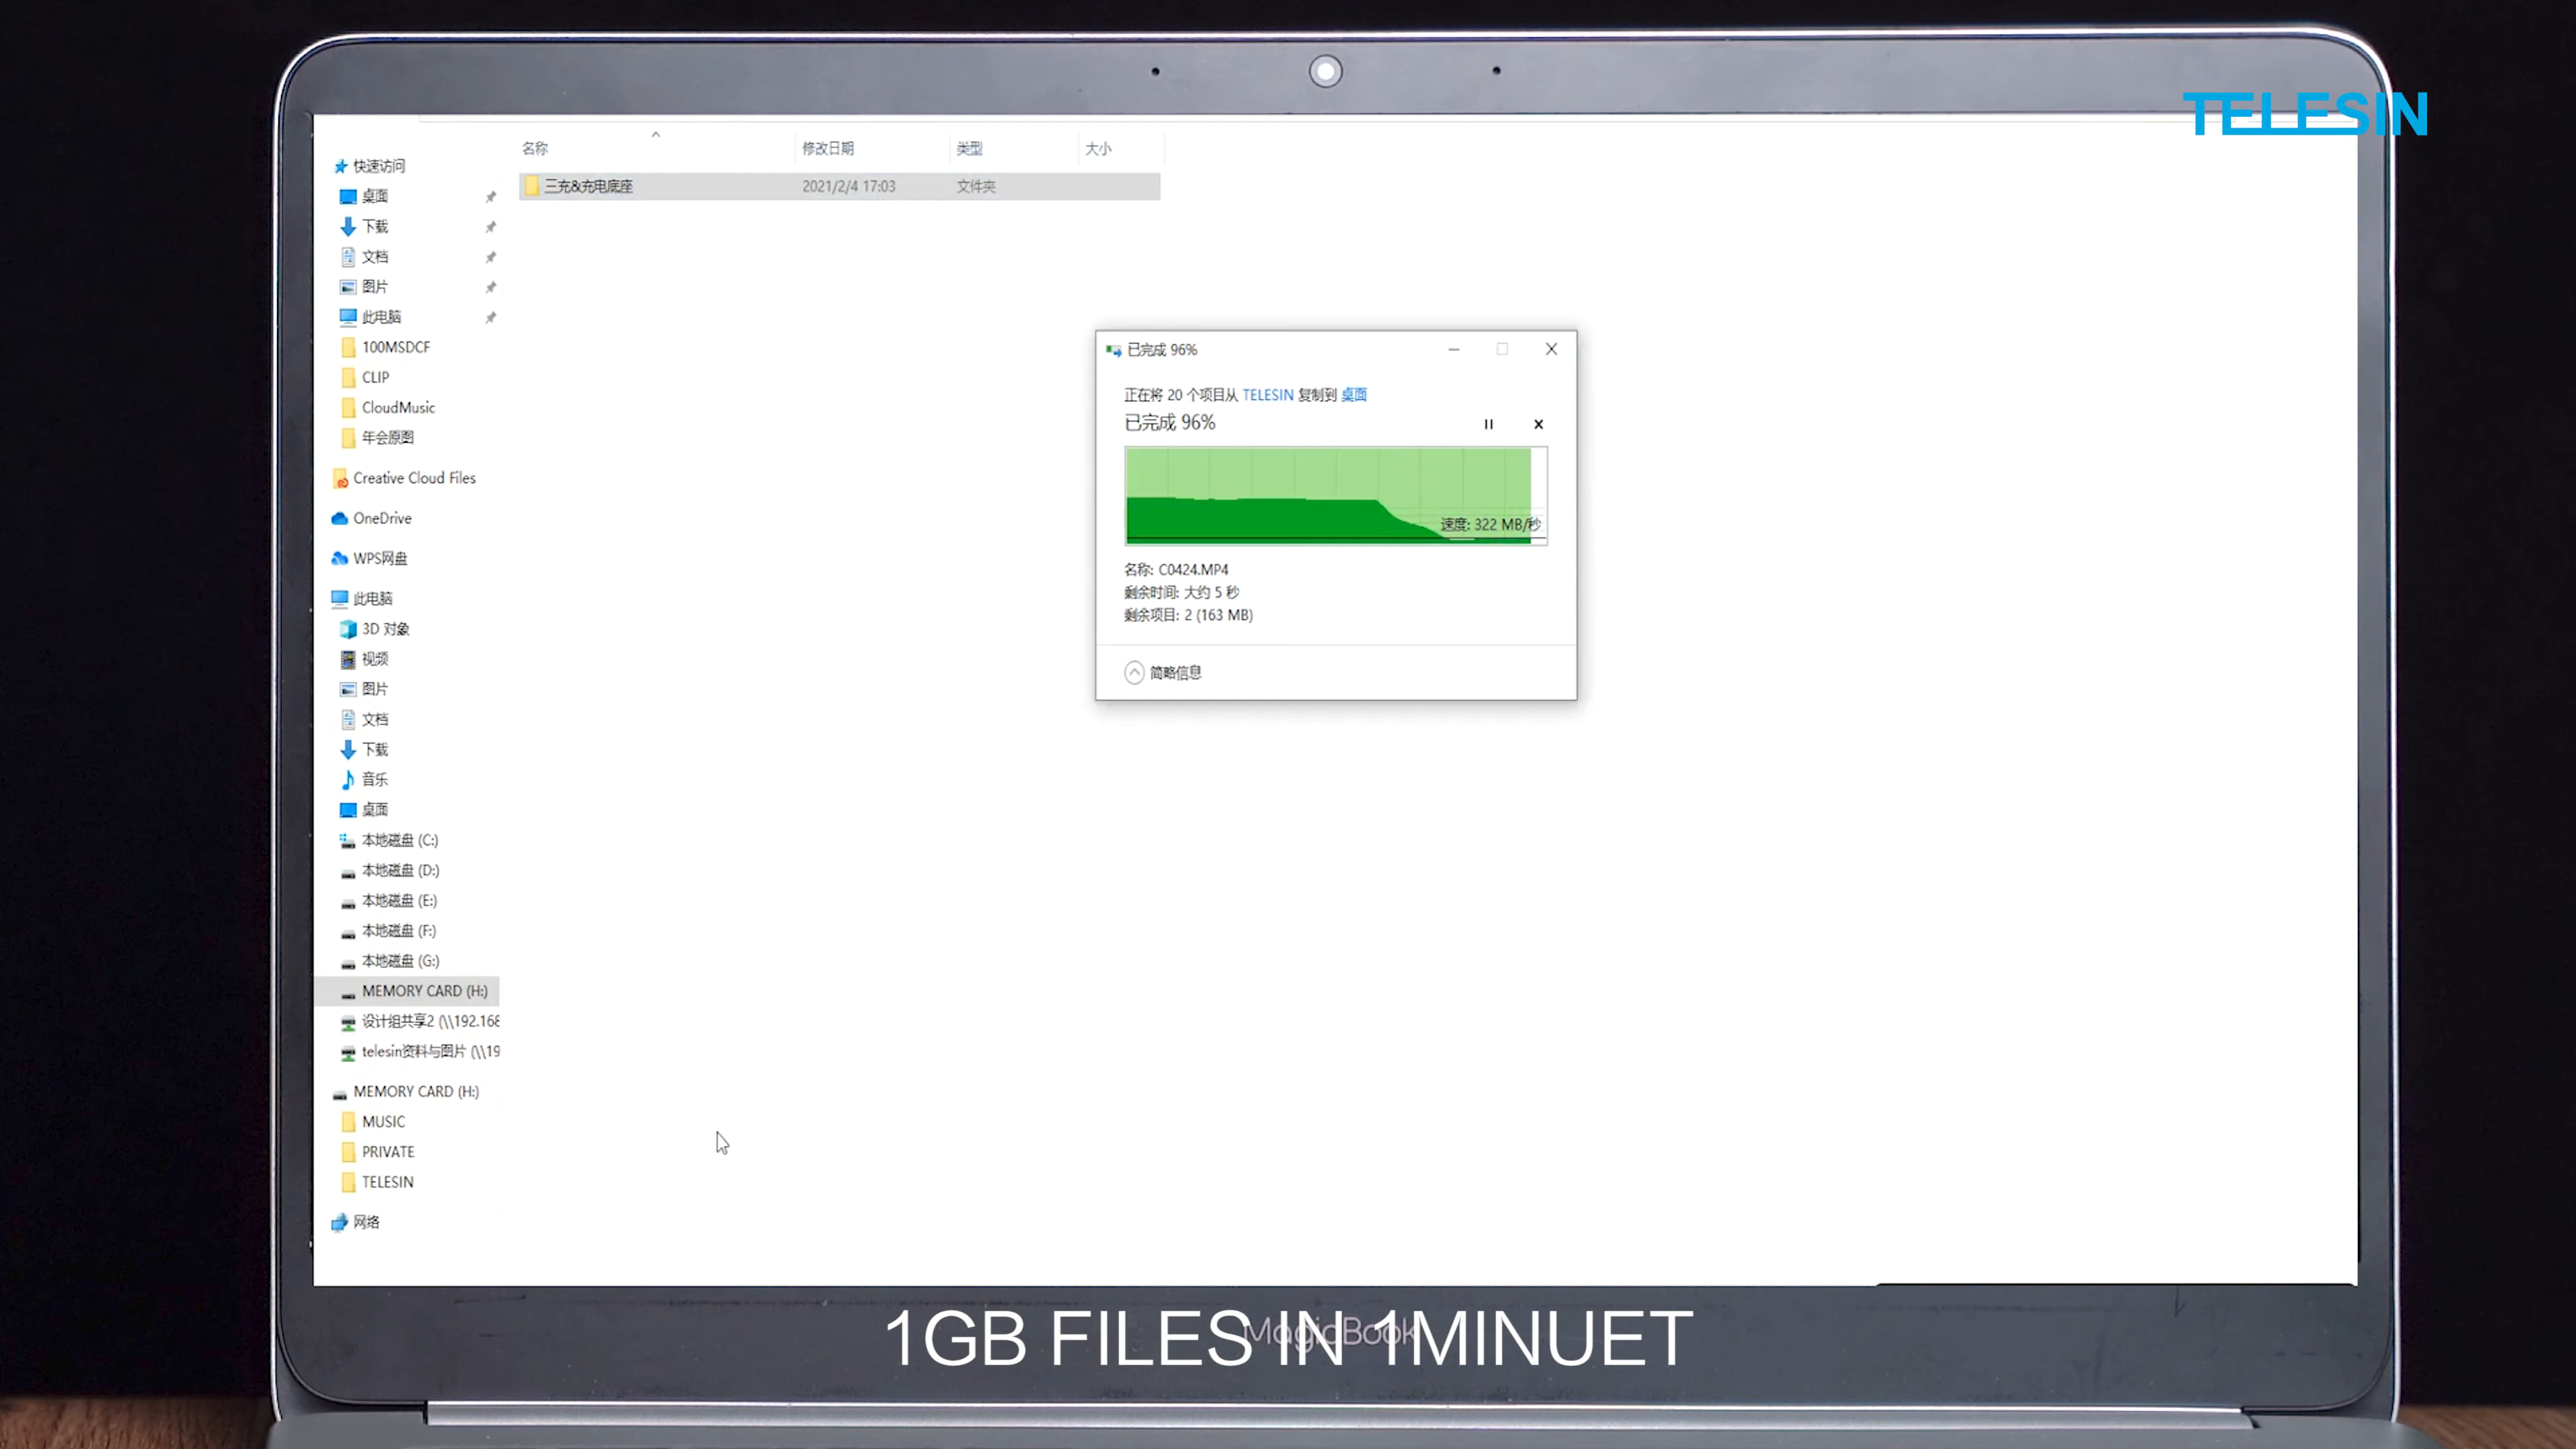 TELESIN
名称 修改日期 类型 大小
三充&充电底座 2021/2/4 17:03 文件夹
快速访问
桌面
下载
文档
图片
此电脑
100MSDCF
CLIP
CloudMusic
年会原图
Creative Cloud Files
OneDrive
WPS网盘
此电脑
3D 对象
视频
图片
文档
下载
音乐
桌面
本地磁盘 (C:)
本地磁盘 (D:)
本地磁盘 (E:)
本地磁盘 (F:)
本地磁盘 (G:)
MEMORY CARD (H:)
设计组共享2 (\\192.168
telesin资料与图片 (\\19
MEMORY CARD (H:)
MUSIC
PRIVATE
TELESIN
网络
已完成 96%
正在将 20 个项目从 TELESIN 复制到 桌面
已完成 96%
速度: 322 MB/秒
名称: C0424.MP4
剩余时间: 大约 5 秒
剩余项目: 2 (163 MB)
简略信息
MagicBook
1GB FILES IN 1MINUET